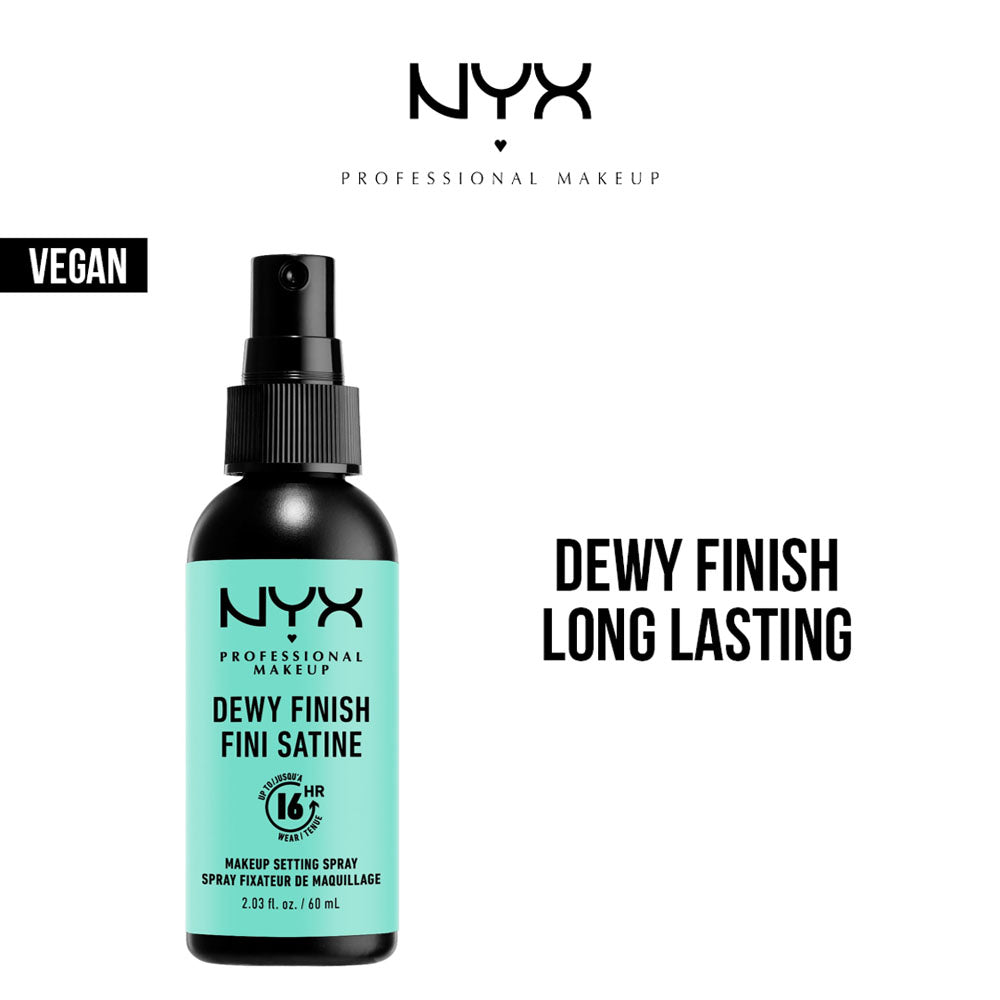 NYX
PROFESSIONAL MAKEUP
VEGAN
NYX
PROFESSIONAL
MAKEUP
DEWY FINISH
FINI SATINE
UP TO/JUSQU'A
16 HR
WEAR/TENUE
MAKEUP SETTING SPRAY
SPRAY FIXATEUR DE MAQUILLAGE
2.03 fl. oz. / 60 mL
DEWY FINISH
LONG LASTING